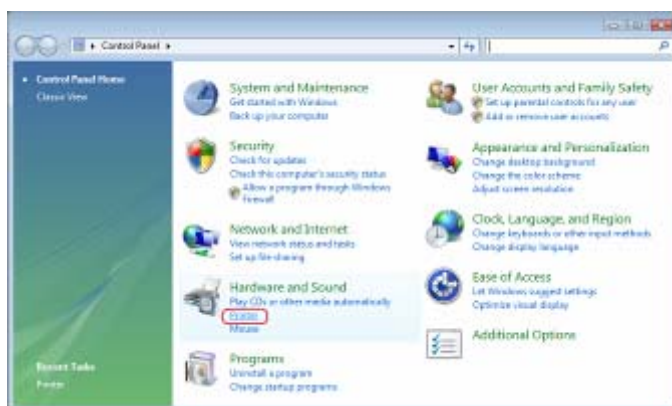 Control Panel
Control Panel Home
Classic View
System and Maintenance
Get started with Windows
Back up your computer
Security
Check for updates
Check this computer's security status
Allow a program through Windows
Firewall
Network and Internet
View network status and tasks
Set up file sharing
Hardware and Sound
Play CDs or other media automatically
Printer
Mouse
Programs
Uninstall a program
Change startup programs
User Accounts and Family Safety
Set up parental controls for any user
Add or remove user accounts
Appearance and Personalization
Change desktop background
Change the color scheme
Adjust screen resolution
Clock, Language, and Region
Change keyboards or other input methods
Change display language
Ease of Access
Let Windows suggest settings
Optimize visual display
Additional Options
Recent Tasks
Printer